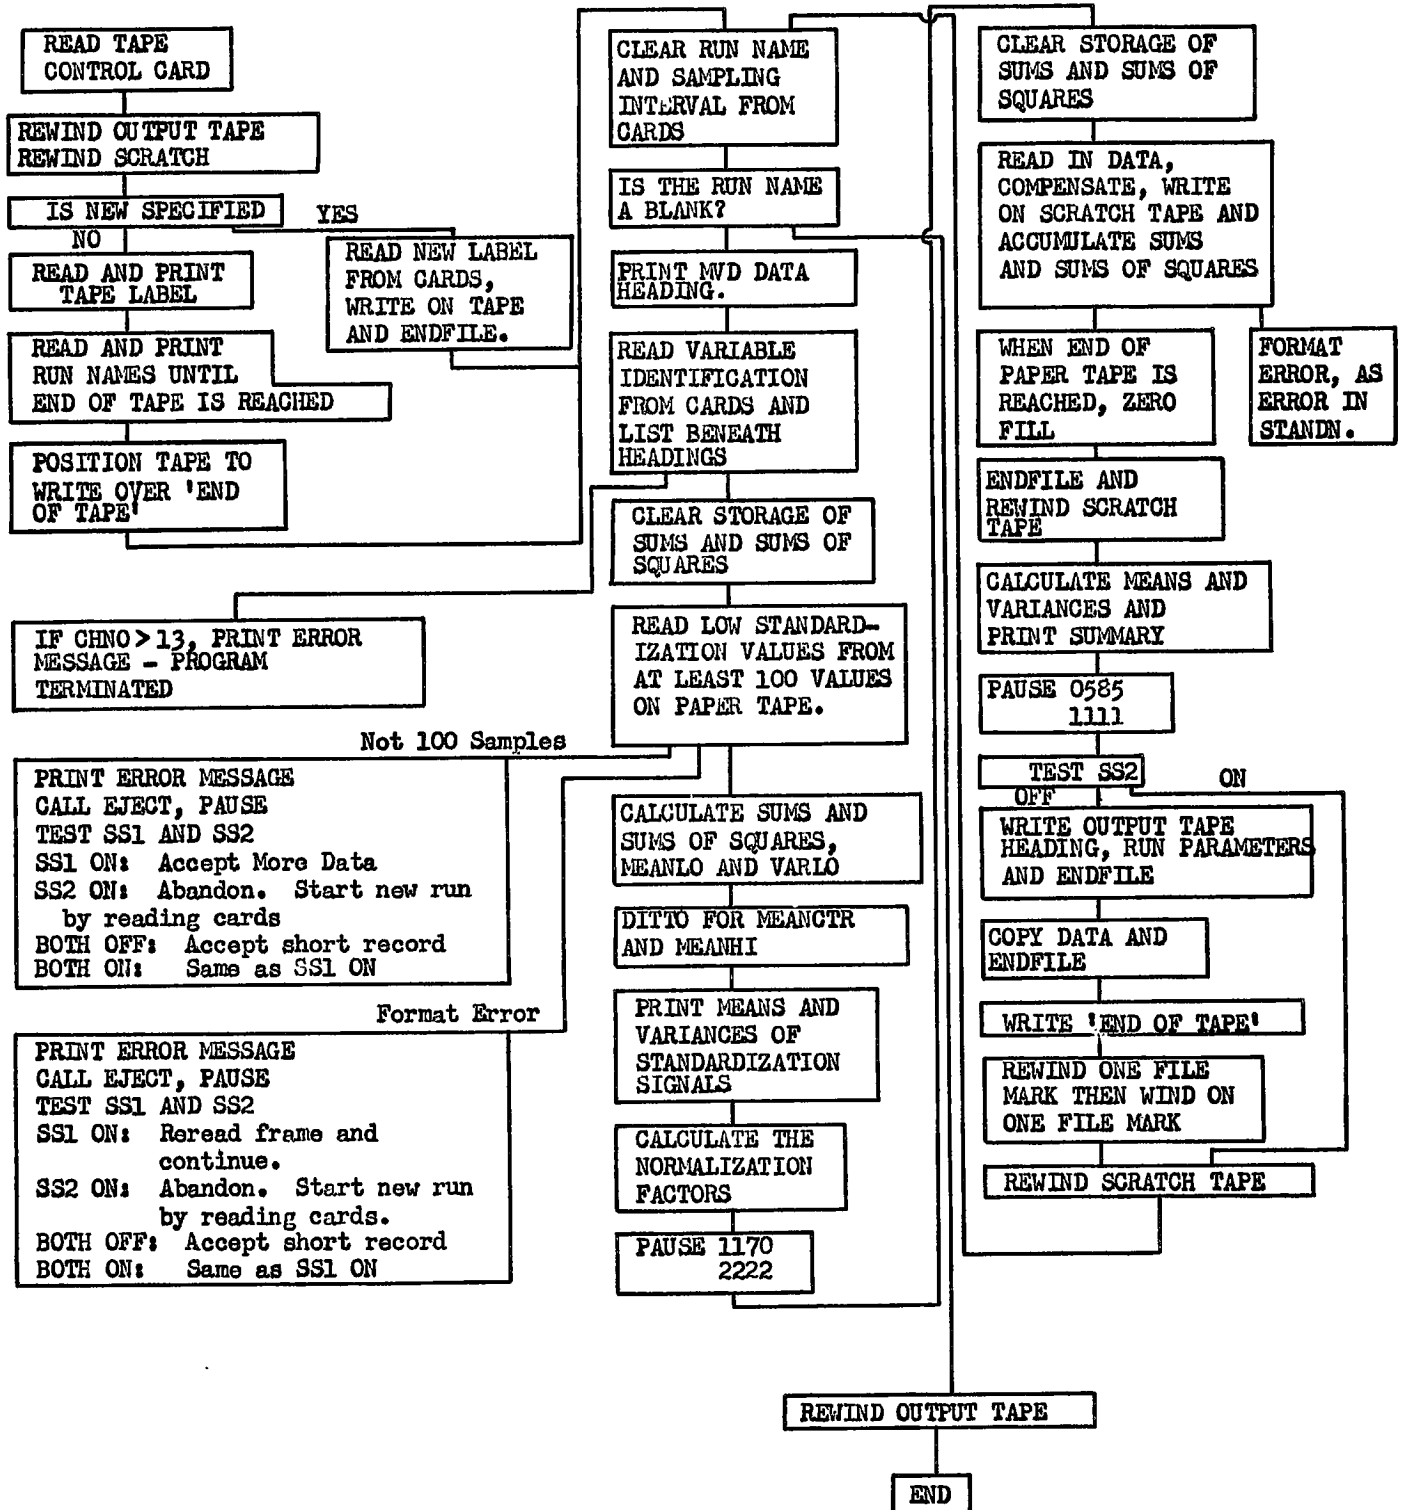 READ TAPE
CONTROL CARD
REWIND OUTPUT TAPE
REWIND SCRATCH
IS NEW SPECIFIED
YES
NO
READ AND PRINT
TAPE LABEL
READ NEW LABEL
FROM CARDS,
WRITE ON TAPE
AND ENDFILE.
READ AND PRINT
RUN NAMES UNTIL
END OF TAPE IS REACHED
POSITION TAPE TO
WRITE OVER 'END
OF TAPE'
IF CHNO > 13, PRINT ERROR
MESSAGE - PROGRAM
TERMINATED
Not 100 Samples
PRINT ERROR MESSAGE
CALL EJECT, PAUSE
TEST SS1 AND SS2
SS1 ON: Accept More Data
SS2 ON: Abandon. Start new run
by reading cards
BOTH OFF: Accept short record
BOTH ON: Same as SS1 ON
Format Error
PRINT ERROR MESSAGE
CALL EJECT, PAUSE
TEST SS1 AND SS2
SS1 ON: Reread frame and
continue.
SS2 ON: Abandon. Start new run
by reading cards.
BOTH OFF: Accept short record
BOTH ON: Same as SS1 ON
CLEAR RUN NAME
AND SAMPLING
INTERVAL FROM
CARDS
IS THE RUN NAME
A BLANK?
PRINT MVD DATA
HEADING.
READ VARIABLE
IDENTIFICATION
FROM CARDS AND
LIST BENEATH
HEADINGS
CLEAR STORAGE OF
SUMS AND SUMS OF
SQUARES
READ LOW STANDARD-
IZATION VALUES FROM
AT LEAST 100 VALUES
ON PAPER TAPE.
CALCULATE SUMS AND
SUMS OF SQUARES,
MEANLO AND VARLO
DITTO FOR MEANCTR
AND MEANHI
PRINT MEANS AND
VARIANCES OF
STANDARDIZATION
SIGNALS
CALCULATE THE
NORMALIZATION
FACTORS
PAUSE 1170
2222
CLEAR STORAGE OF
SUMS AND SUMS OF
SQUARES
READ IN DATA,
COMPENSATE, WRITE
ON SCRATCH TAPE AND
ACCUMULATE SUMS
AND SUMS OF SQUARES
WHEN END OF
PAPER TAPE IS
REACHED, ZERO
FILL
FORMAT
ERROR, AS
ERROR IN
STANDN.
ENDFILE AND
REWIND SCRATCH
TAPE
CALCULATE MEANS AND
VARIANCES AND
PRINT SUMMARY
PAUSE 0585
1111
TEST SS2
ON
OFF
WRITE OUTPUT TAPE
HEADING, RUN PARAMETERS
AND ENDFILE
COPY DATA AND
ENDFILE
WRITE 'END OF TAPE'
REWIND ONE FILE
MARK THEN WIND ON
ONE FILE MARK
REWIND SCRATCH TAPE
REWIND OUTPUT TAPE
END